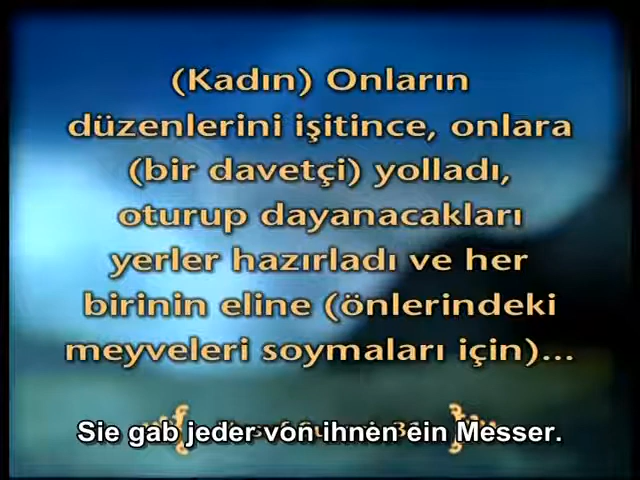 (Kadın) Onların
düzenlerini işitince, onlara
(bir davetçi) yolladı,
oturup dayanacakları
yerler hazırladı ve her
birinin eline (önlerindeki
meyveleri soymaları için)...
Sie gab jeder von ihnen ein Messer.